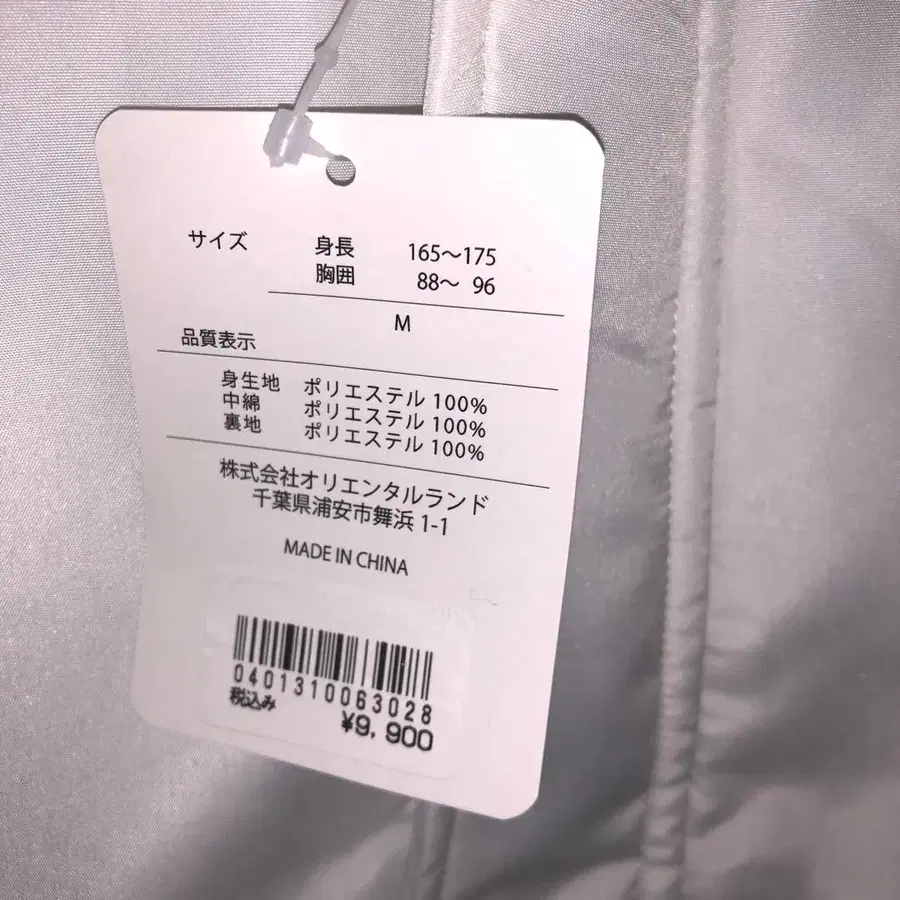 サイズ 身長 165～175
胸囲 88～ 96
M
品質表示
身生地 ポリエステル 100%
中綿 ポリエステル 100%
裏地 ポリエステル 100%
株式会社オリエンタルランド
千葉県浦安市舞浜 1-1
MADE IN CHINA
0401310063028
税込み
¥9,900